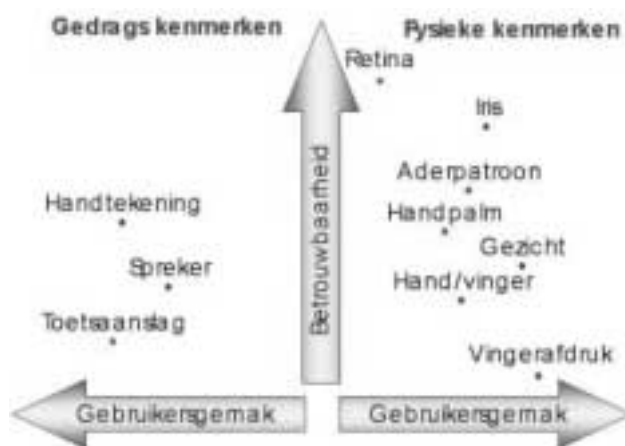 Gedrags kenmerken
Fysieke kenmerken
Retina
Iris
Aderpatroon
Handtekening
Handpalm
Gezicht
Spreker
Hand/vinger
Toetsaanslag
Vingerafdruk
Betrouwbaarheid
Gebruikersgemak
Gebruikersgemak